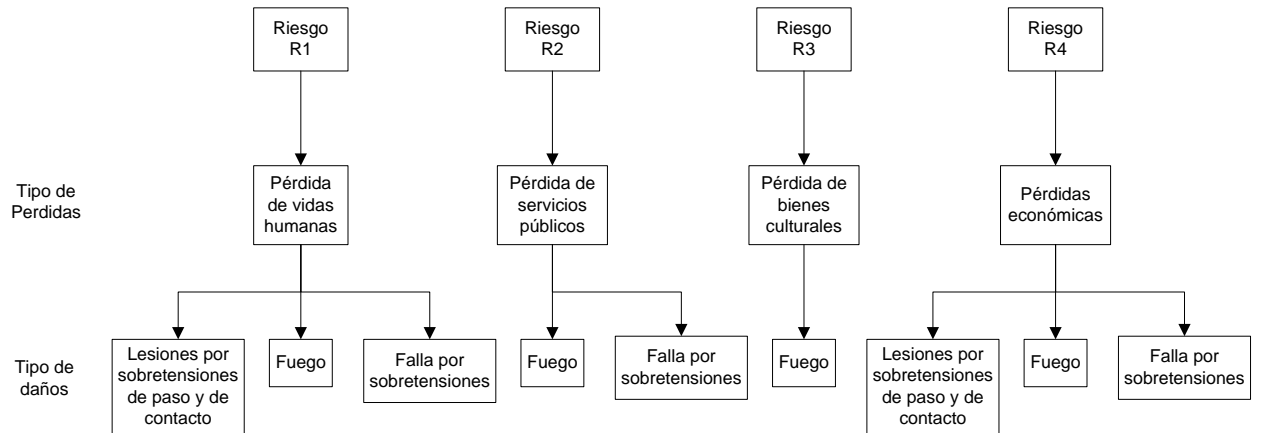 Riesgo
R1
Riesgo
R2
Riesgo
R3
Riesgo
R4
Tipo de
Perdidas
Pérdida
de vidas
humanas
Pérdida de
servicios
públicos
Pérdida de
bienes
culturales
Pérdidas
económicas
Tipo de
daños
Lesiones por
sobretensiones
de paso y de
contacto
Fuego
Falla por
sobretensiones
Fuego
Falla por
sobretensiones
Fuego
Lesiones por
sobretensiones
de paso y de
contacto
Fuego
Falla por
sobretensiones